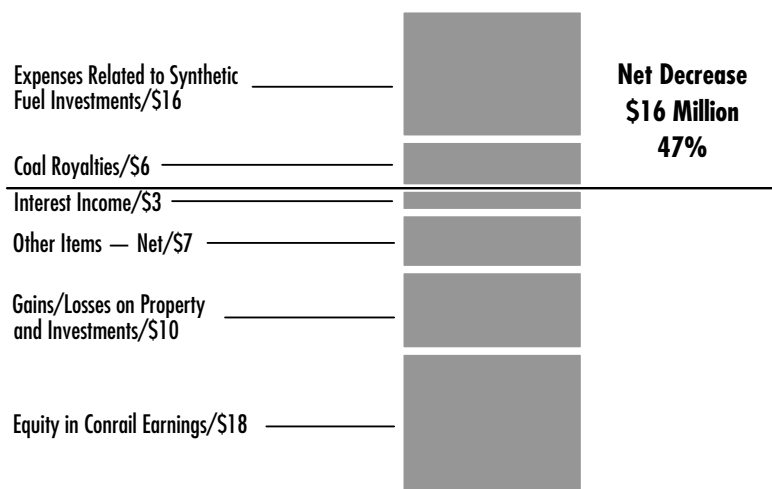 Expenses Related to Synthetic
Fuel Investments/$16
Net Decrease
$16 Million
47%
Coal Royalties/$6
Interest Income/$3
Other Items — Net/$7
Gains/Losses on Property
and Investments/$10
Equity in Conrail Earnings/$18